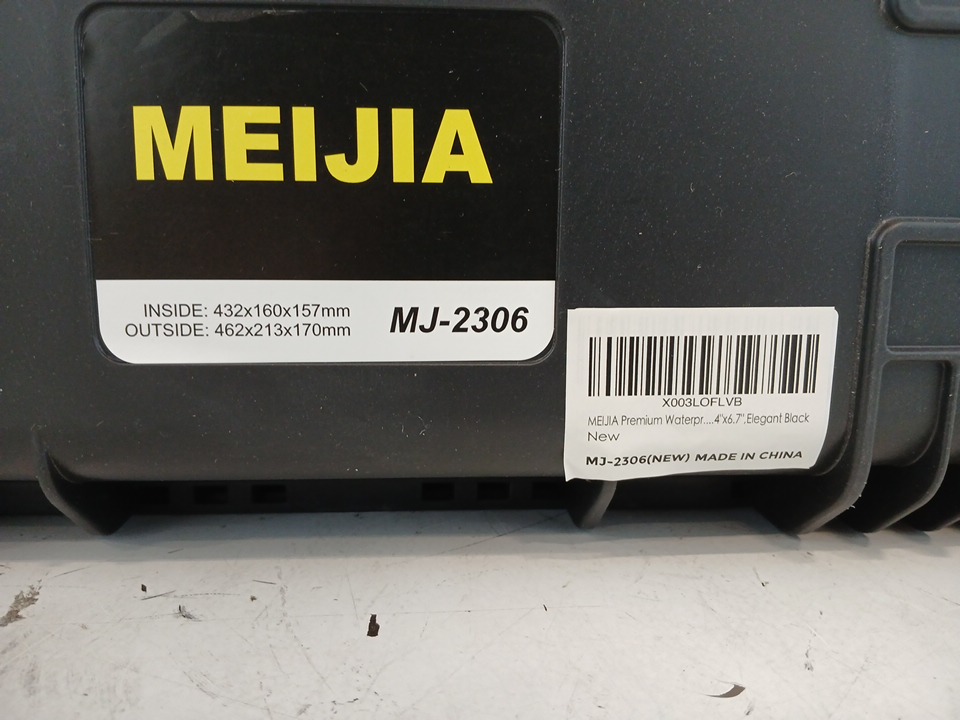 MEIJIA
INSIDE: 432x160x157mm
OUTSIDE: 462x213x170mm
MJ-2306
X003LOFLVB
MEIJIA Premium Waterpr....4"x6.7",Elegant Black
New
MJ-2306(NEW) MADE IN CHINA